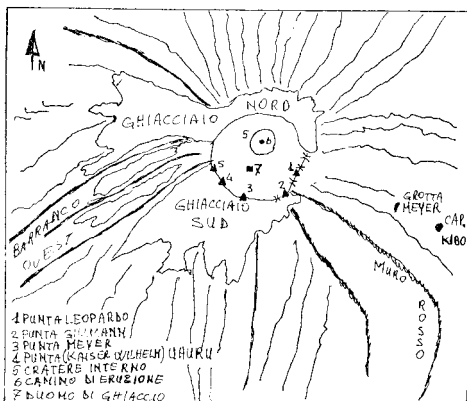 N
GHIACCIAIO
NORD
5
6
7
5
4
3
2
1
GHIACCIAIO
SUD
BARRANCO
OVEST
GROTTA
MEYER
CAP.
KIBO
MURO
ROSSO
1 PUNTA LEOPARDO
2 PUNTA
3 PUNTA MEYER
4 PUNTA (KAISER WILHELM) UHURU
5 CRATERE INTERNO
6 CAMINO DI ERUZIONE
7 DUOMO DI GHIACCIO